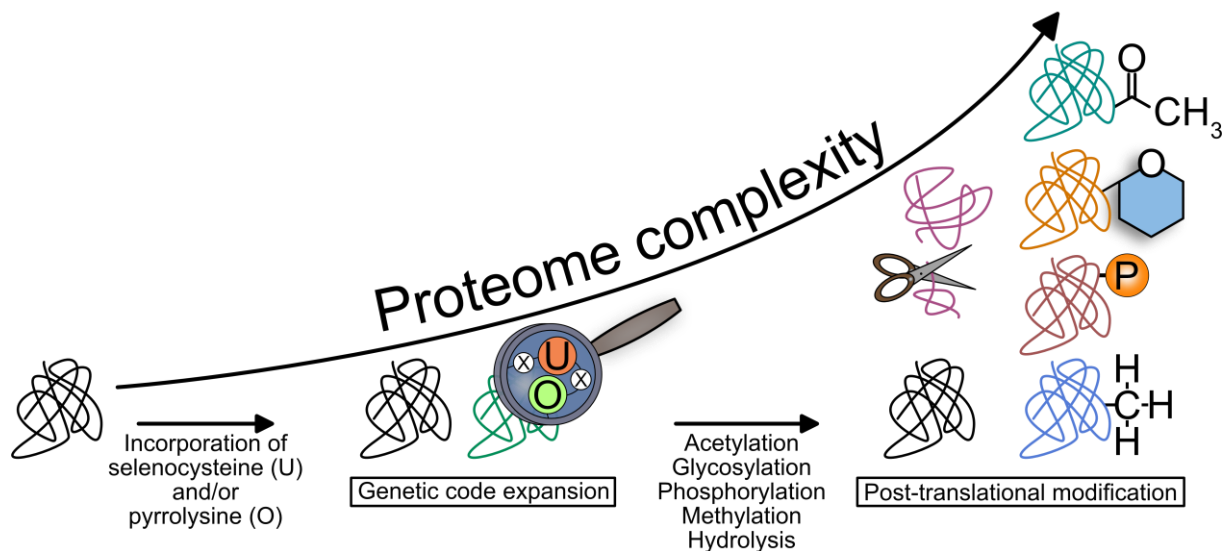 Proteome complexity
Incorporation of
selenocysteine (U)
and/or
pyrrolysine (O)
X
U
O
X
Genetic code expansion
Acetylation
Glycosylation
Phosphorylation
Methylation
Hydrolysis
O
CH3
O
P
H
C
H
H
Post-translational modification